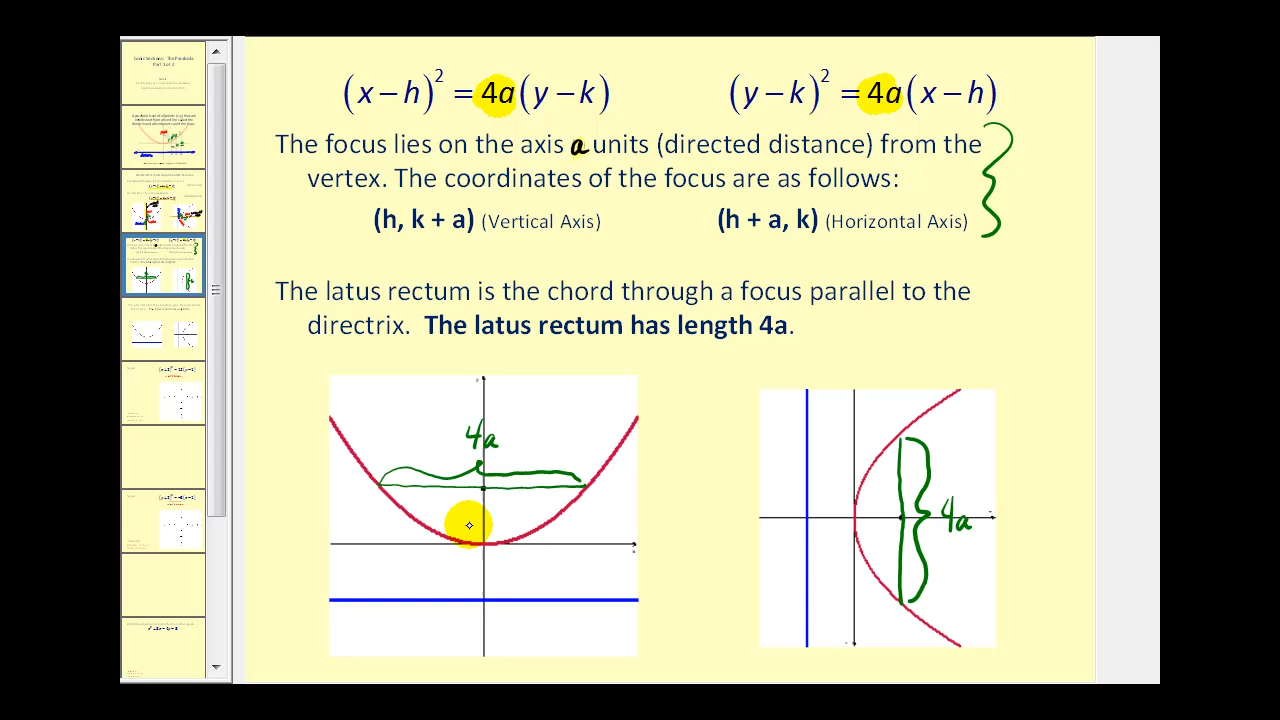 (x − h)² = 4a(y − k)
(y − k)² = 4a(x − h)
The focus lies on the axis a units (directed distance) from the
vertex. The coordinates of the focus are as follows:
(h, k + a) (Vertical Axis)
(h + a, k) (Horizontal Axis)
The latus rectum is the chord through a focus parallel to the
directrix. The latus rectum has length 4a.
4a
4a